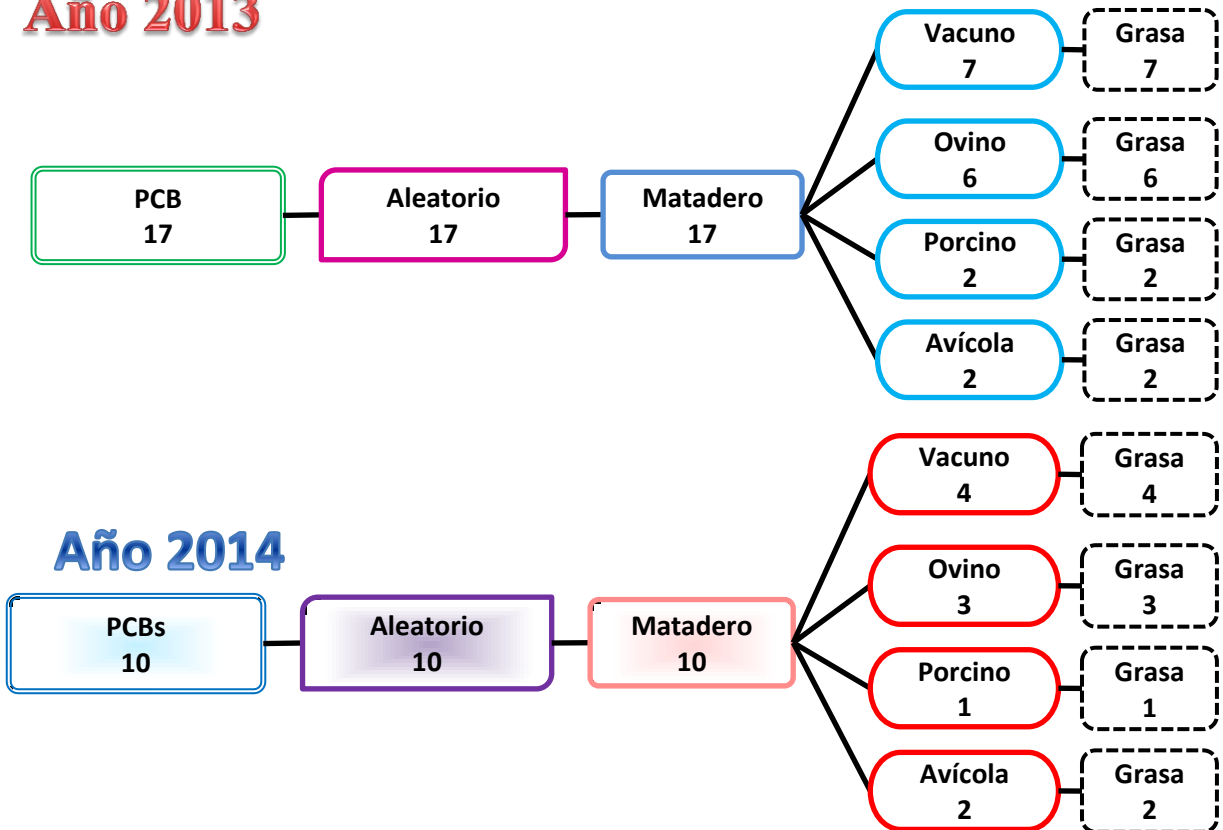 Año 2013
PCB
17
Aleatorio
17
Matadero
17
Vacuno
7
Grasa
7
Ovino
6
Grasa
6
Porcino
2
Grasa
2
Avícola
2
Grasa
2
Año 2014
PCBs
10
Aleatorio
10
Matadero
10
Vacuno
4
Grasa
4
Ovino
3
Grasa
3
Porcino
1
Grasa
1
Avícola
2
Grasa
2